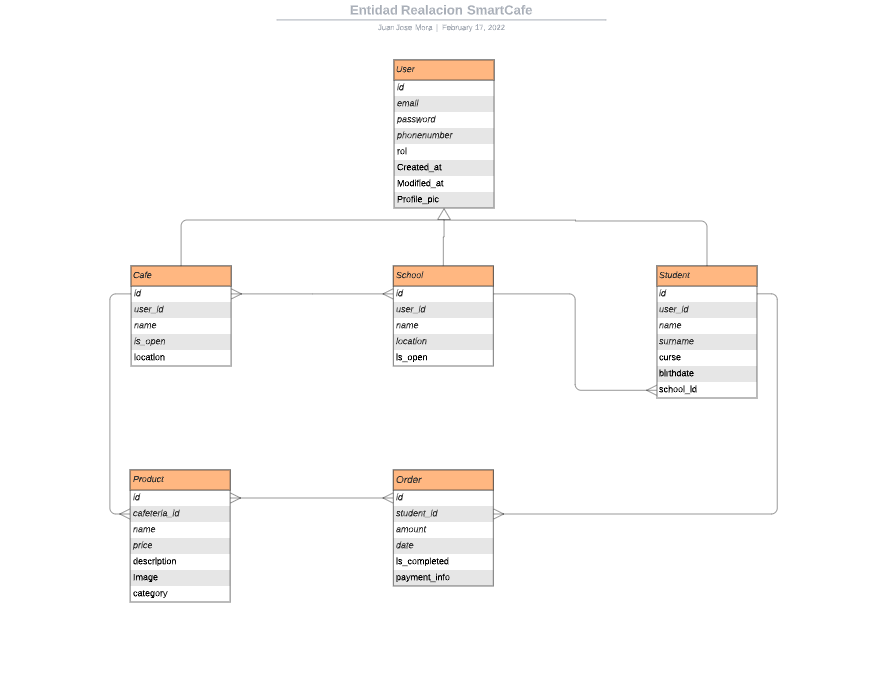 Entidad Realacion SmartCafe
Juan Jose Mora | February 17, 2022
User
id
email
password
phonenumber
rol
Created_at
Modified_at
Profile_pic
Cafe
id
user_id
name
is_open
location
School
id
user_id
name
location
is_open
Student
id
user_id
name
surname
curse
birthdate
school_id
Product
id
cafeteria_id
name
price
description
image
category
Order
id
student_id
amount
date
is_completed
payment_info